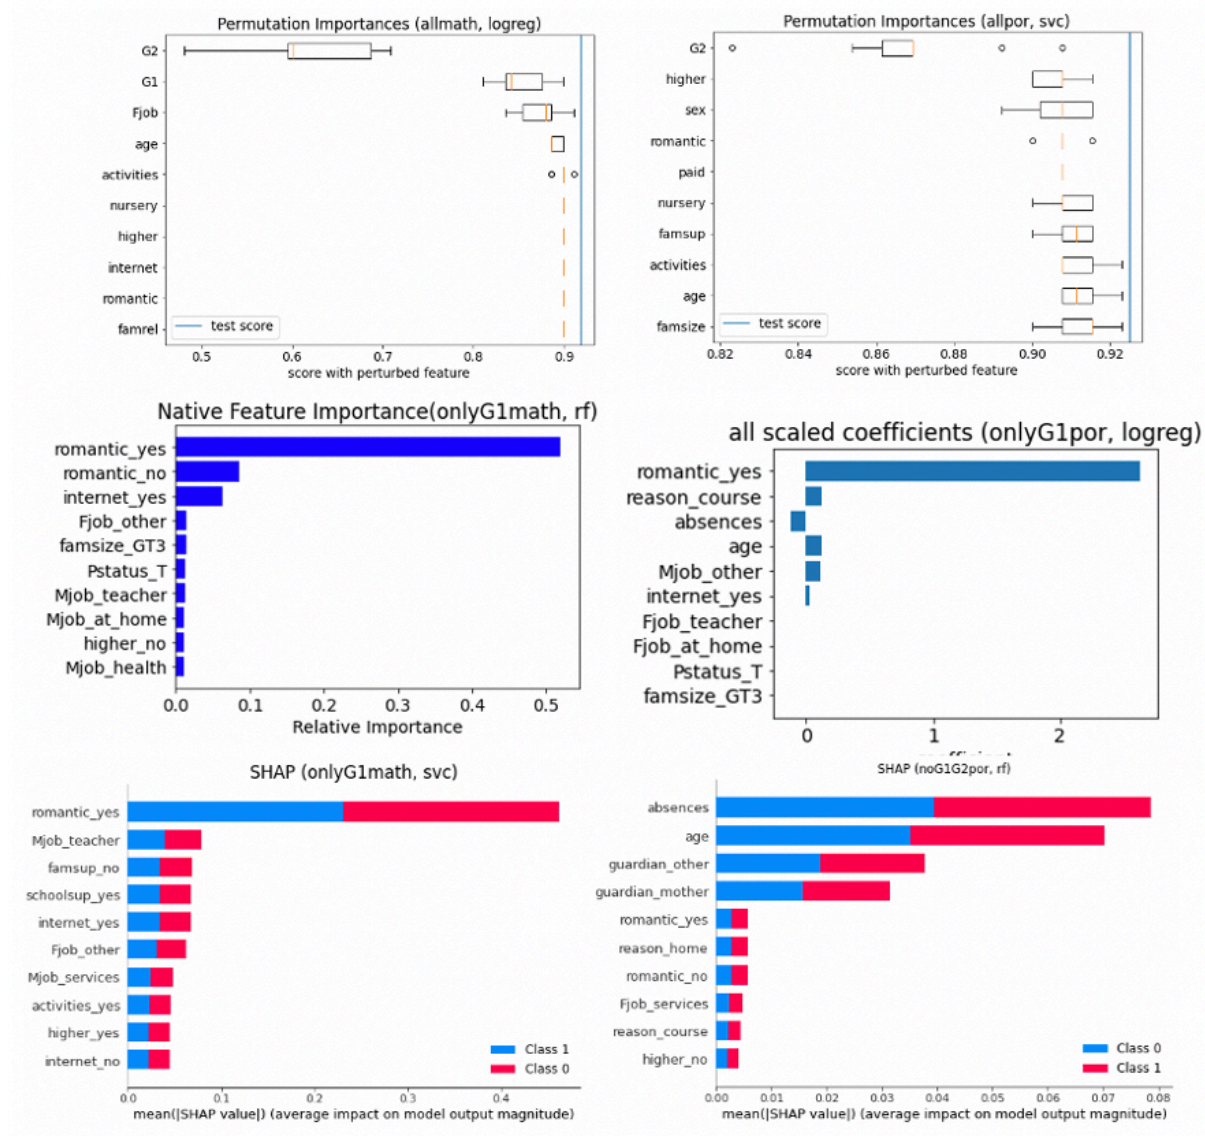 Permutation Importances (allmath, logreg)
G2
G1
Fjob
age
activities
nursery
higher
internet
romantic
famrel
test score
0.5 0.6 0.7 0.8 0.9
score with perturbed feature
Permutation Importances (allpor, svc)
G2
higher
sex
romantic
paid
nursery
famsup
activities
age
famsize
test score
0.82 0.84 0.86 0.88 0.90 0.92
score with perturbed feature
Native Feature Importance(onlyG1math, rf)
romantic_yes
romantic_no
internet_yes
Fjob_other
famsize_GT3
Pstatus_T
Mjob_teacher
Mjob_at_home
higher_no
Mjob_health
0.0 0.1 0.2 0.3 0.4 0.5
Relative Importance
all scaled coefficients (onlyG1por, logreg)
romantic_yes
reason_course
absences
age
Mjob_other
internet_yes
Fjob_teacher
Fjob_at_home
Pstatus_T
famsize_GT3
0 1 2
SHAP (onlyG1math, svc)
romantic_yes
Mjob_teacher
famsup_no
schoolsup_yes
internet_yes
Fjob_other
Mjob_services
activities_yes
higher_yes
internet_no
Class 1
Class 0
0.0 0.1 0.2 0.3 0.4
mean(|SHAP value|) (average impact on model output magnitude)
SHAP (noG1G2por, rf)
absences
age
guardian_other
guardian_mother
romantic_yes
reason_home
romantic_no
Fjob_services
reason_course
higher_no
Class 0
Class 1
0.00 0.01 0.02 0.03 0.04 0.05 0.06 0.07 0.08
mean(|SHAP value|) (average impact on model output magnitude)